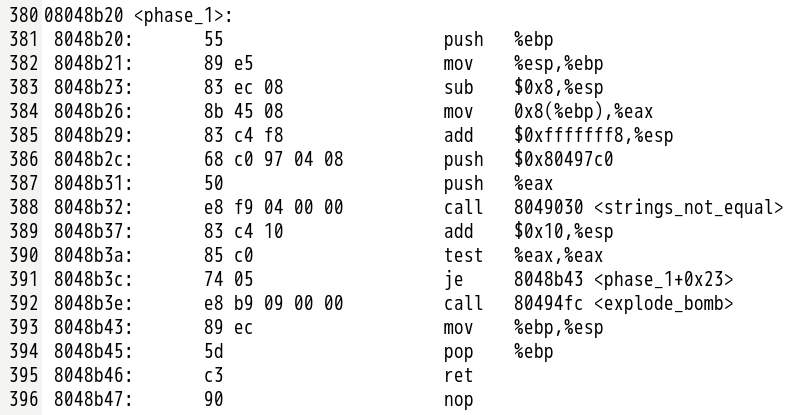 380 08048b20 <phase_1>:
381 8048b20: 55 push %ebp
382 8048b21: 89 e5 mov %esp,%ebp
383 8048b23: 83 ec 08 sub $0x8,%esp
384 8048b26: 8b 45 08 mov 0x8(%ebp),%eax
385 8048b29: 83 c4 f8 add $0xfffffff8,%esp
386 8048b2c: 68 c0 97 04 08 push $0x80497c0
387 8048b31: 50 push %eax
388 8048b32: e8 f9 04 00 00 call 8049030 <strings_not_equal>
389 8048b37: 83 c4 10 add $0x10,%esp
390 8048b3a: 85 c0 test %eax,%eax
391 8048b3c: 74 05 je 8048b43 <phase_1+0x23>
392 8048b3e: e8 b9 09 00 00 call 80494fc <explode_bomb>
393 8048b43: 89 ec mov %ebp,%esp
394 8048b45: 5d pop %ebp
395 8048b46: c3 ret
396 8048b47: 90 nop